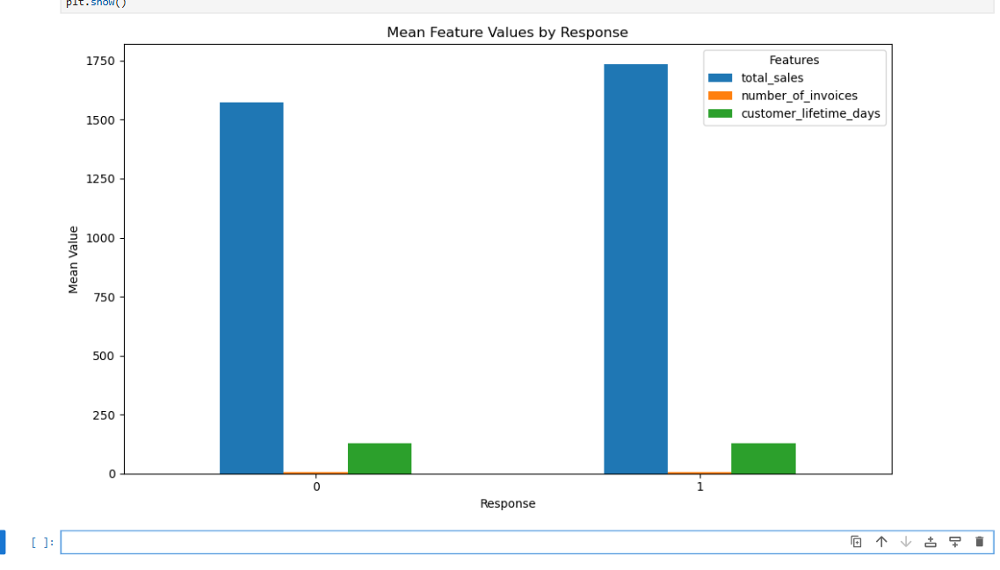 plt.show()
Mean Feature Values by Response
Features
total_sales
number_of_invoices
customer_lifetime_days
Mean Value
1750
1500
1250
1000
750
500
250
0
0 1
Response
[ ]: